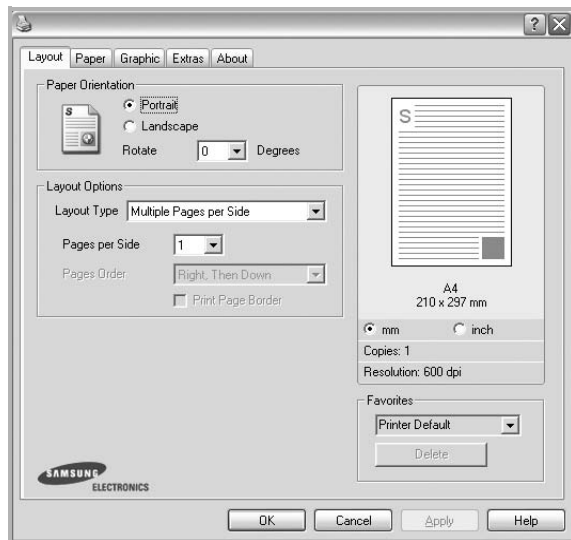 Layout Paper Graphic Extras About
Paper Orientation
S
Portrait
Landscape
Rotate 0 Degrees
Layout Options
Layout Type Multiple Pages per Side
Pages per Side 1
Pages Order Right, Then Down
Print Page Border
S
A4
210 x 297 mm
mm inch
Copies: 1
Resolution: 600 dpi
Favorites
Printer Default
Delete
SAMSUNG
ELECTRONICS
OK Cancel Apply Help